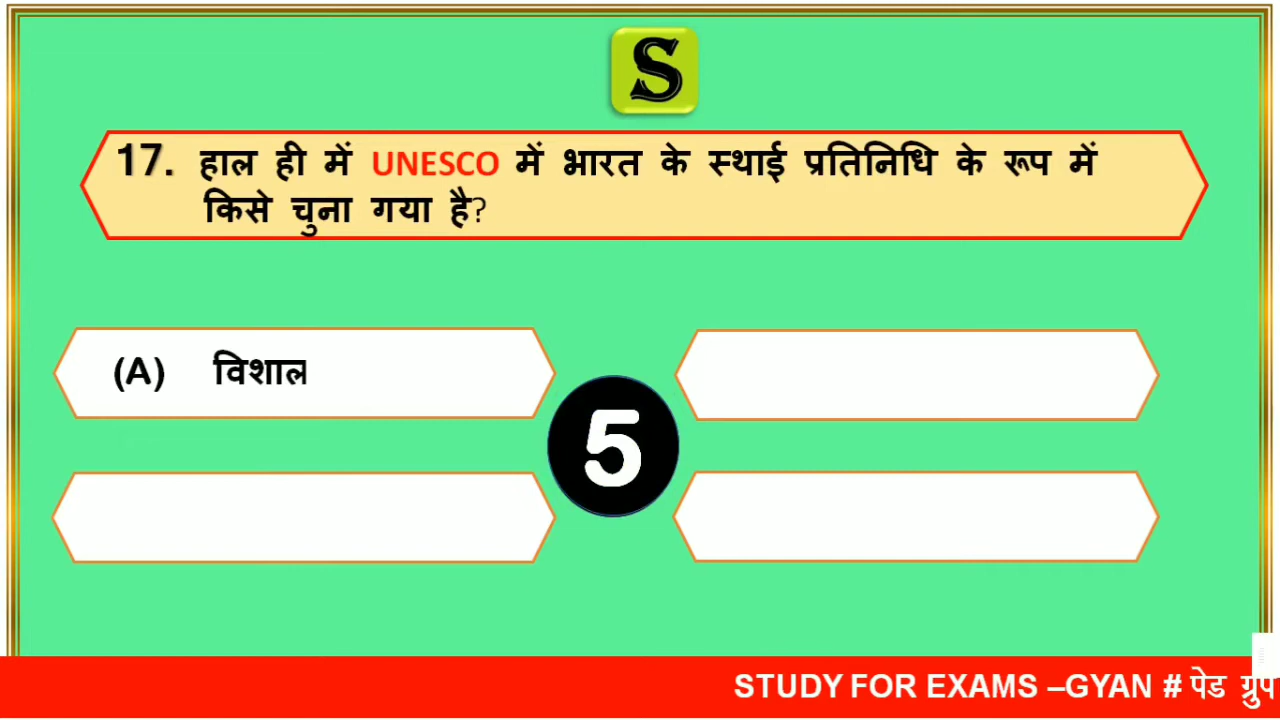 S
17. हाल ही में UNESCO में भारत के स्थाई प्रतिनिधि के रूप में
किसे चुना गया है?
(A) विशाल
5
STUDY FOR EXAMS –GYAN # पेड ग्रुप